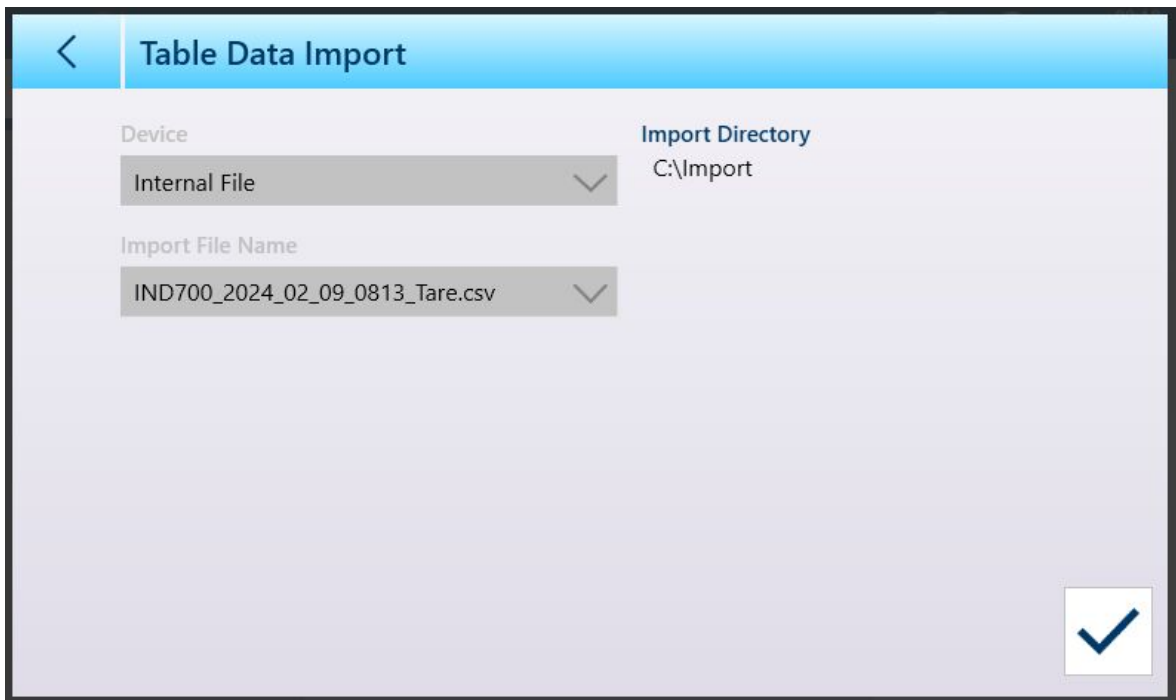 Table Data Import
Device
Internal File
Import Directory
C:\Import
Import File Name
IND700_2024_02_09_0813_Tare.csv